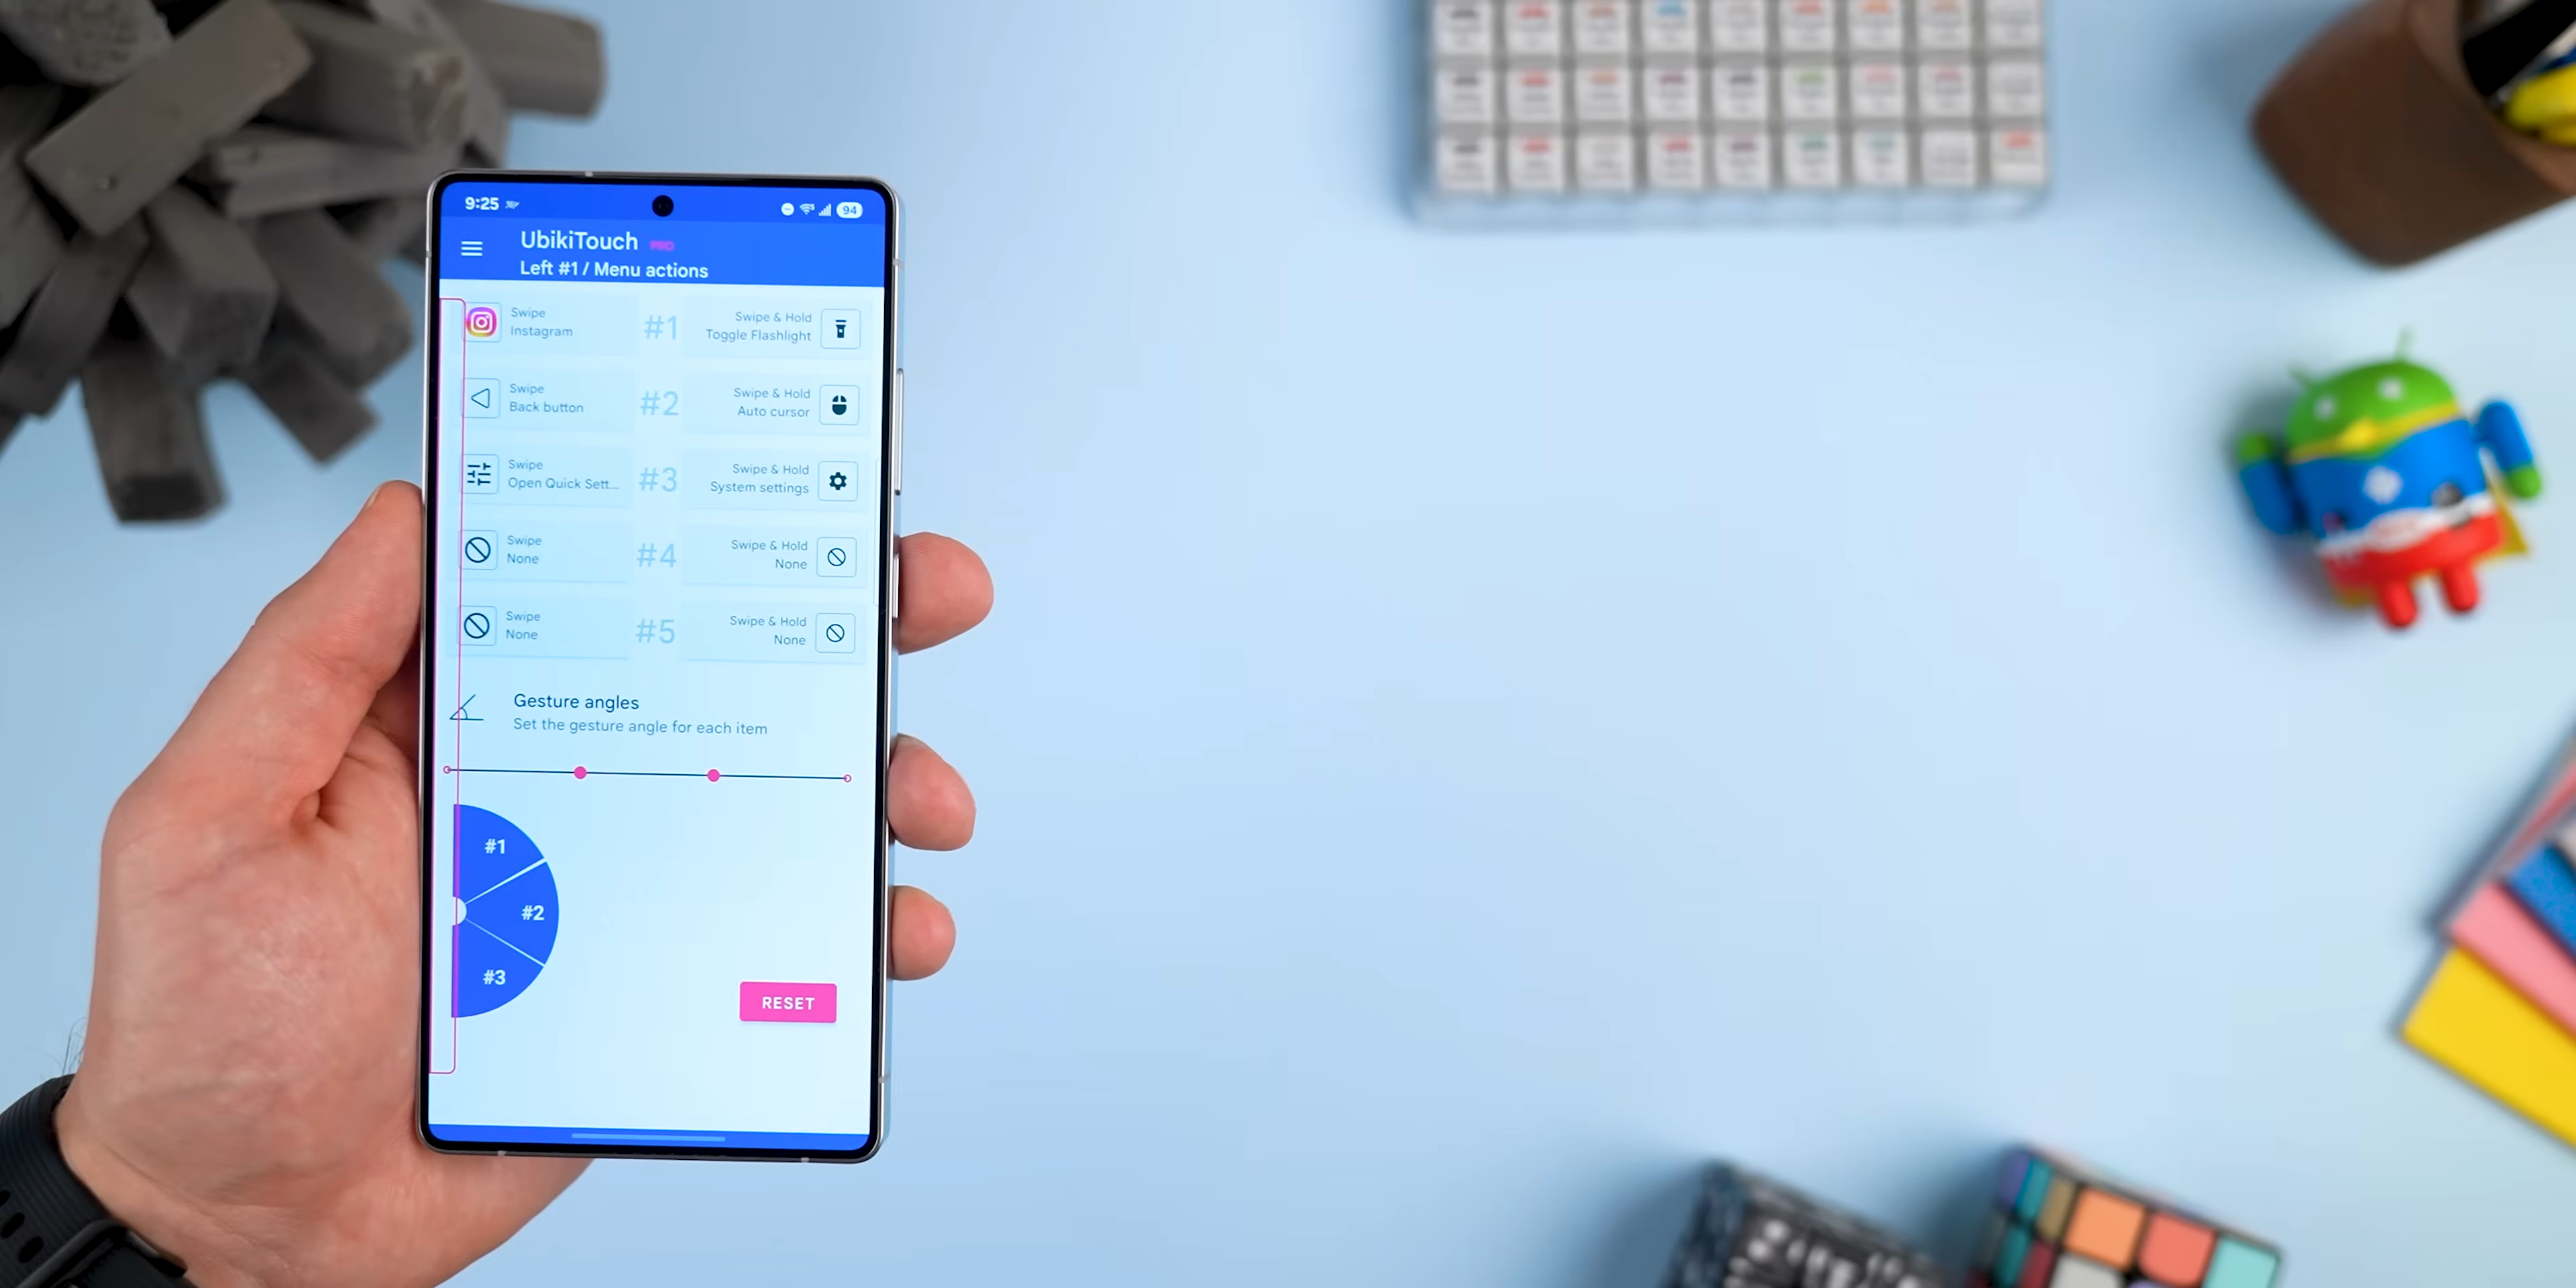 9:25
94
UbikiTouch PRO
Left #1 / Menu actions
Swipe
Instagram
#1
Swipe & Hold
Toggle Flashlight
Swipe
Back button
#2
Swipe & Hold
Auto cursor
Swipe
Open Quick Sett...
#3
Swipe & Hold
System settings
Swipe
None
#4
Swipe & Hold
None
Swipe
None
#5
Swipe & Hold
None
Gesture angles
Set the gesture angle for each item
#1
#2
#3
RESET